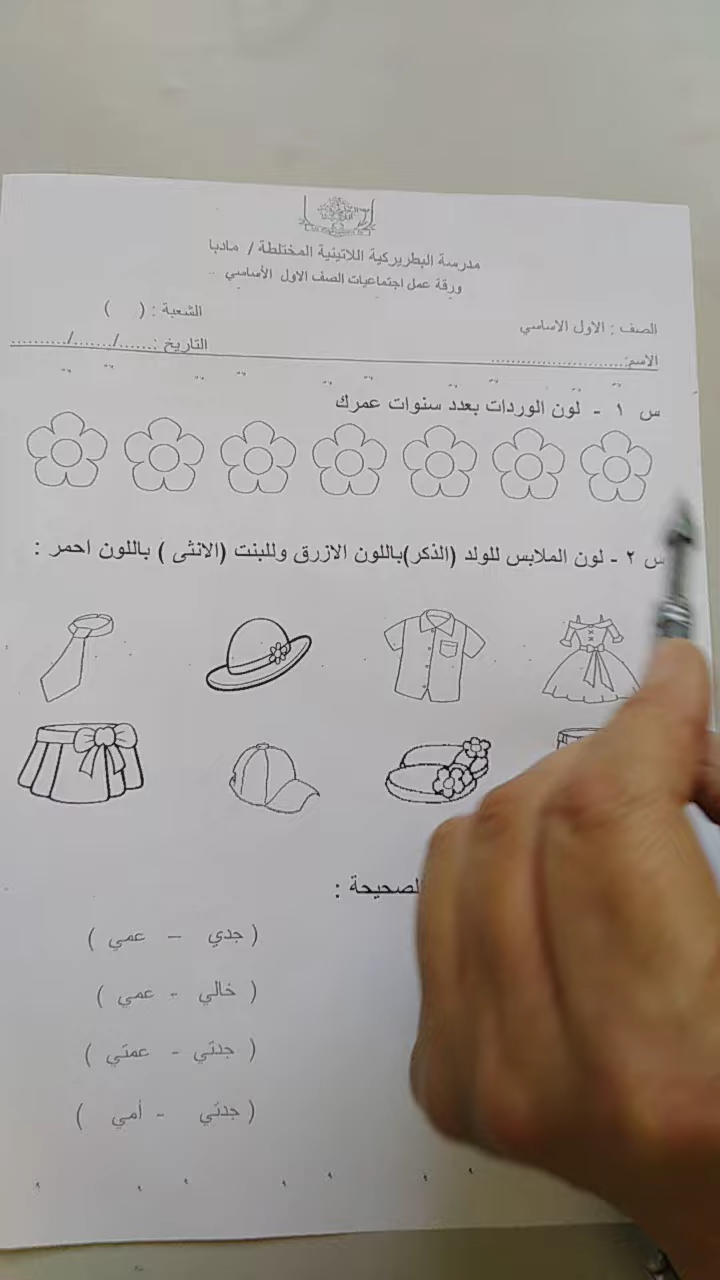 مدرسة البطريركية اللاتينية المختلطة / مادبا
ورقة عمل اجتماعيات الصف الاول الأساسي
الصف : الاول الاساسي
الشعبة : ( )
الاسم:..........................
التاريخ :....../......./..........
س ١ - لون الوردات بعدد سنوات عمرك
س ٢ - لون الملابس للولد (الذكر)باللون الازرق وللبنت (الانثى ) باللون احمر :
الصحيحة :
( جدي – عمي )
( خالي - عمي )
( جدتي - عمتي )
( جدتي - أمي )